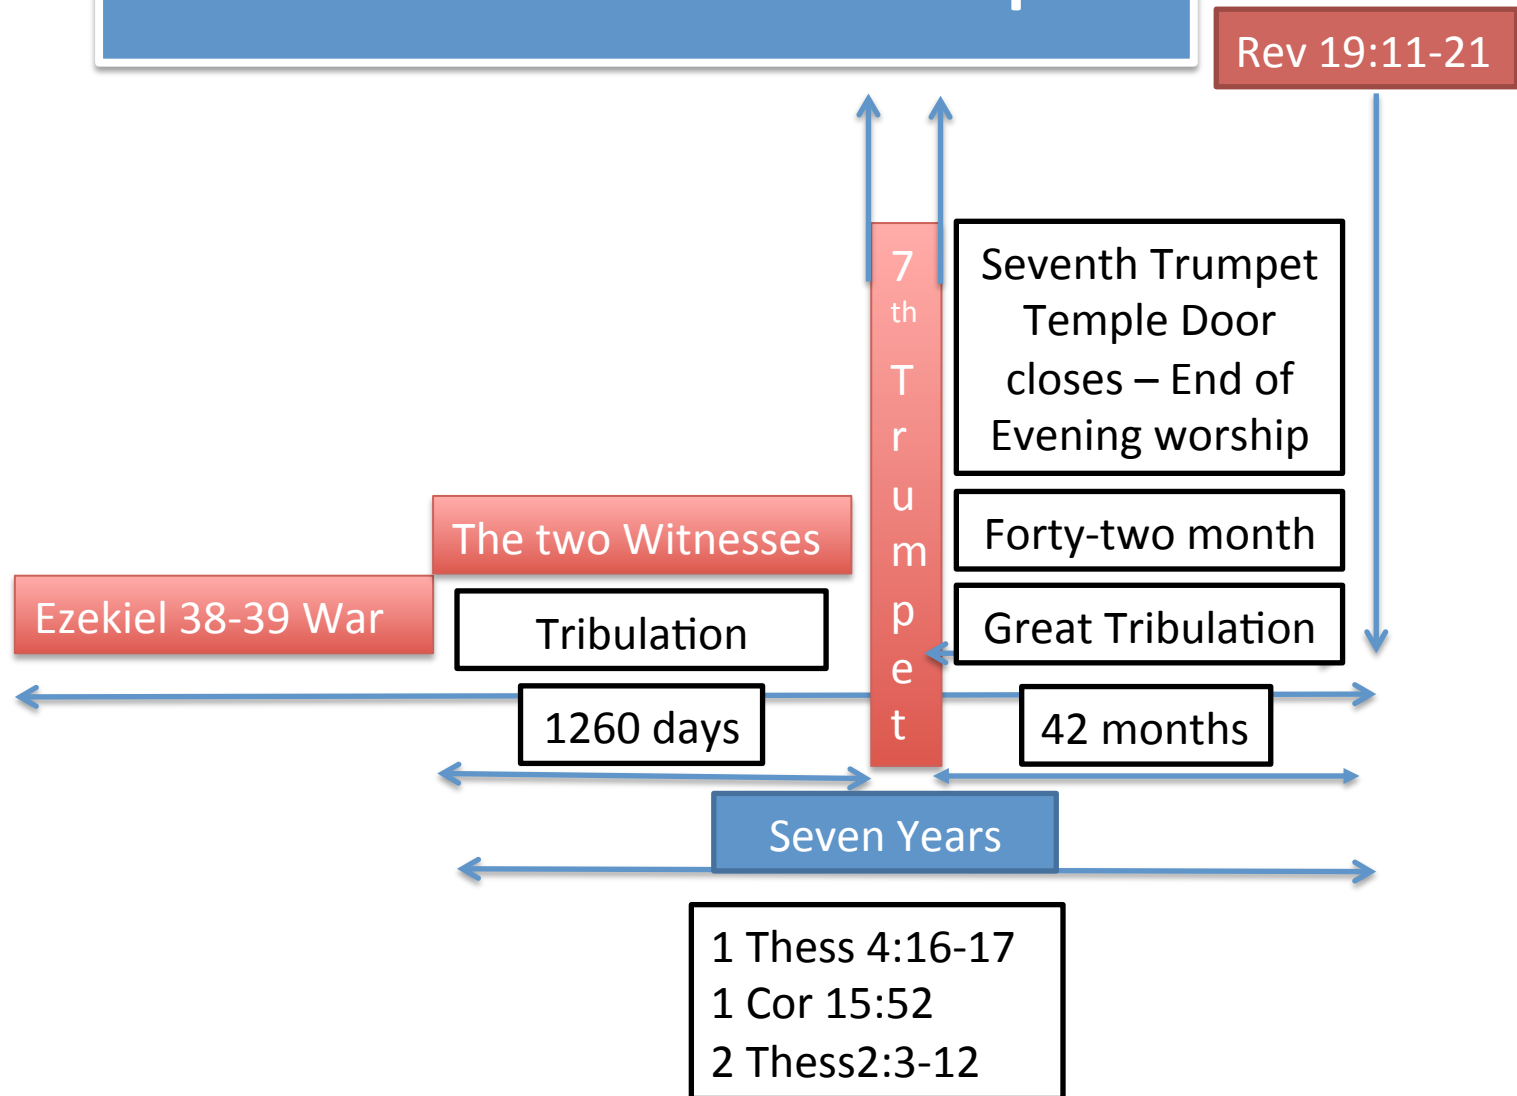 Rev 19:11-21
7
th
T
r
u
m
p
e
t
Seventh Trumpet
Temple Door
closes – End of
Evening worship
The two Witnesses
Forty-two month
Ezekiel 38-39 War
Tribulation
Great Tribulation
1260 days
42 months
Seven Years
1 Thess 4:16-17
1 Cor 15:52
2 Thess2:3-12